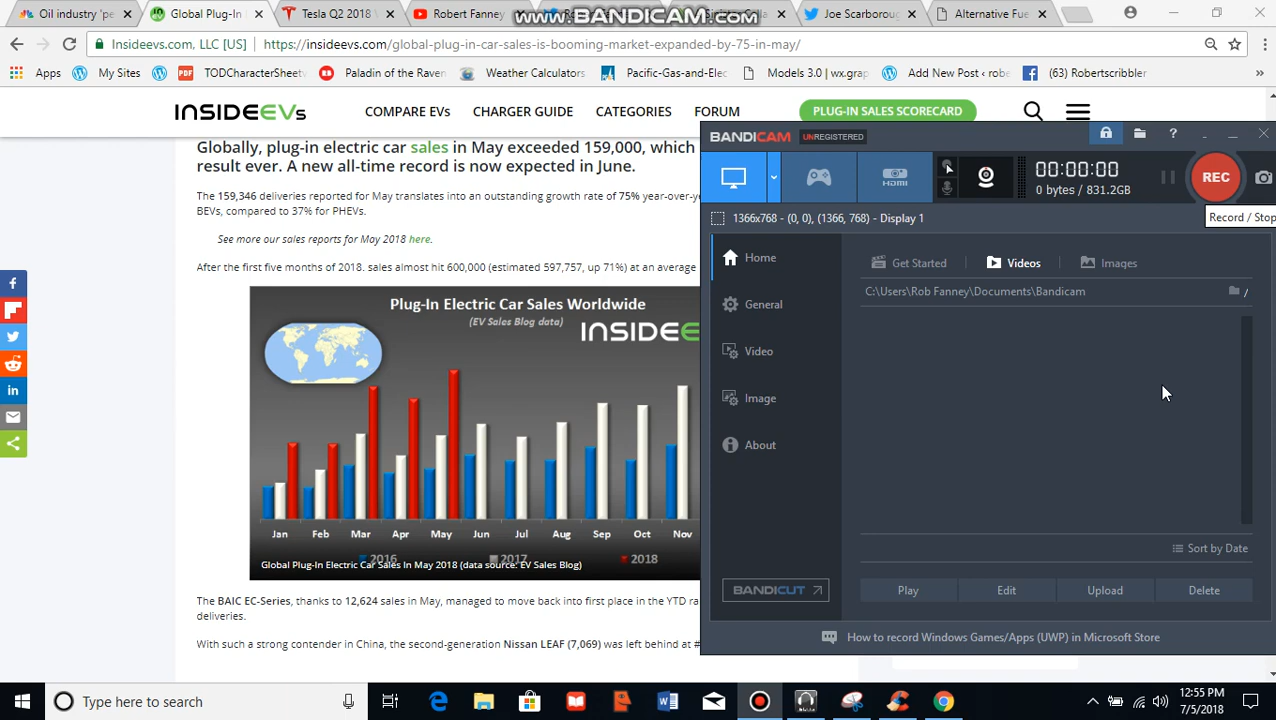 Oil industry 'pe
Global Plug-In
Tesla Q2 2018
Robert Fanney
Joe Scarborou
Alternative Fue
www.BANDICAM.com
Insideevs.com, LLC [US]
https://insideevs.com/global-plug-in-car-sales-is-booming-market-expanded-by-75-in-may/
Apps
My Sites
TODCharacterSheet
Paladin of the Raven
Weather Calculators
Pacific-Gas-and-Elec
Models 3.0 | wx.grap
Add New Post ‹ robe
(63) Robertscribbler
INSIDEEVs
COMPARE EVs
CHARGER GUIDE
CATEGORIES
FORUM
PLUG-IN SALES SCORECARD
Globally, plug-in electric car sales in May exceeded 159,000, which
result ever. A new all-time record is now expected in June.
The 159,346 deliveries reported for May translates into an outstanding growth rate of 75% year-over-ye
BEVs, compared to 37% for PHEVs.
See more our sales reports for May 2018 here.
After the first five months of 2018. sales almost hit 600,000 (estimated 597,757, up 71%) at an average
Plug-In Electric Car Sales Worldwide
(EV Sales Blog data)
INSIDEE
Jan Feb Mar Apr May Jun Jul Aug Sep Oct Nov
2016 2017 2018
Global Plug-In Electric Car Sales In May 2018 (data source: EV Sales Blog)
The BAIC EC-Series, thanks to 12,624 sales in May, managed to move back into first place in the YTD ra
deliveries.
With such a strong contender in China, the second-generation Nissan LEAF (7,069) was left behind at #
BANDICAM
UNREGISTERED
HDMI
00:00:00
0 bytes / 831.2GB
REC
Record / Stop
1366x768 - (0, 0), (1366, 768) - Display 1
Home
General
Video
Image
About
BANDICUT
Get Started
Videos
Images
C:\Users\Rob Fanney\Documents\Bandicam
Sort by Date
Play
Edit
Upload
Delete
How to record Windows Games/Apps (UWP) in Microsoft Store
Type here to search
12:55 PM
7/5/2018